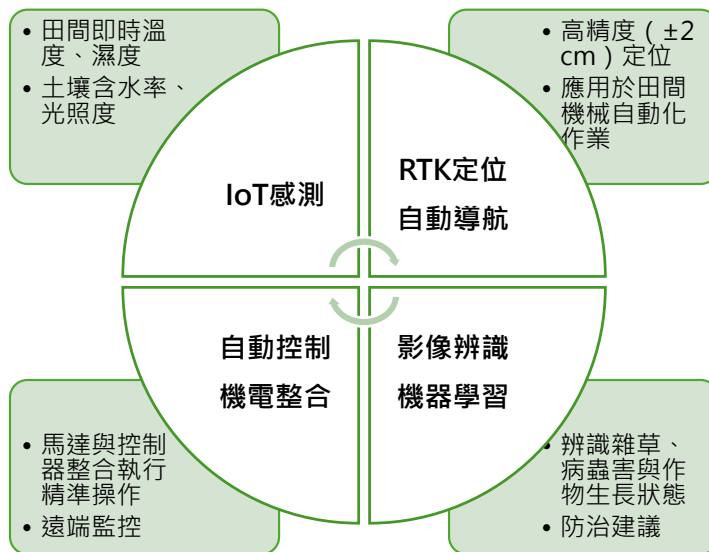 • 田間即時溫
度、濕度
• 土壤含水率、
光照度
• 高精度（±2
cm）定位
• 應用於田間
機械自動化
作業
IoT感測
RTK定位
自動導航
自動控制
機電整合
影像辨識
機器學習
• 馬達與控制
器整合執行
精準操作
• 遠端監控
• 辨識雜草、
病蟲害與作
物生長狀態
• 防治建議